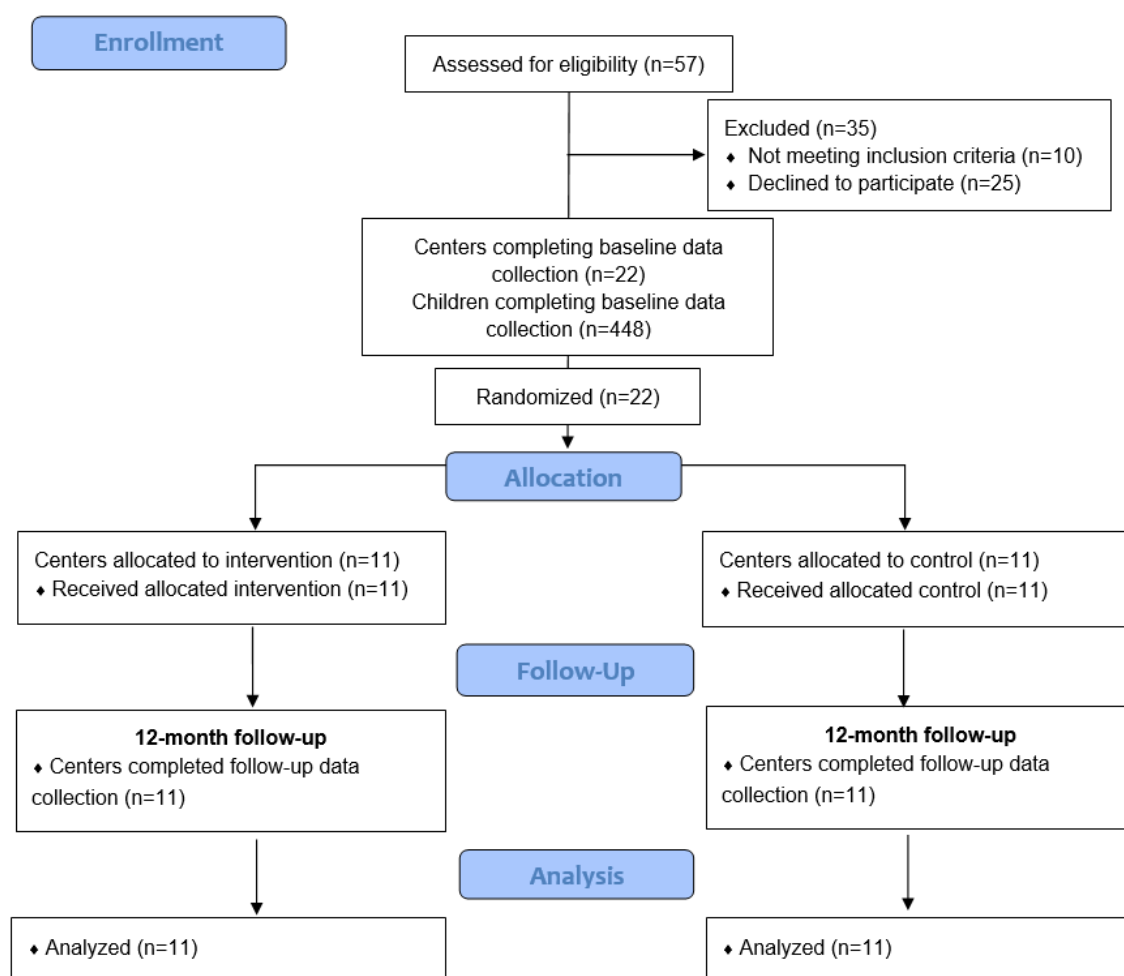 Enrollment
Assessed for eligibility (n=57)
Excluded (n=35)
♦ Not meeting inclusion criteria (n=10)
♦ Declined to participate (n=25)
Centers completing baseline data
collection (n=22)
Children completing baseline data
collection (n=448)
Randomized (n=22)
Allocation
Centers allocated to intervention (n=11)
♦ Received allocated intervention (n=11)
Centers allocated to control (n=11)
♦ Received allocated control (n=11)
Follow-Up
12-month follow-up
♦ Centers completed follow-up data
collection (n=11)
12-month follow-up
♦ Centers completed follow-up data
collection (n=11)
Analysis
♦ Analyzed (n=11)
♦ Analyzed (n=11)